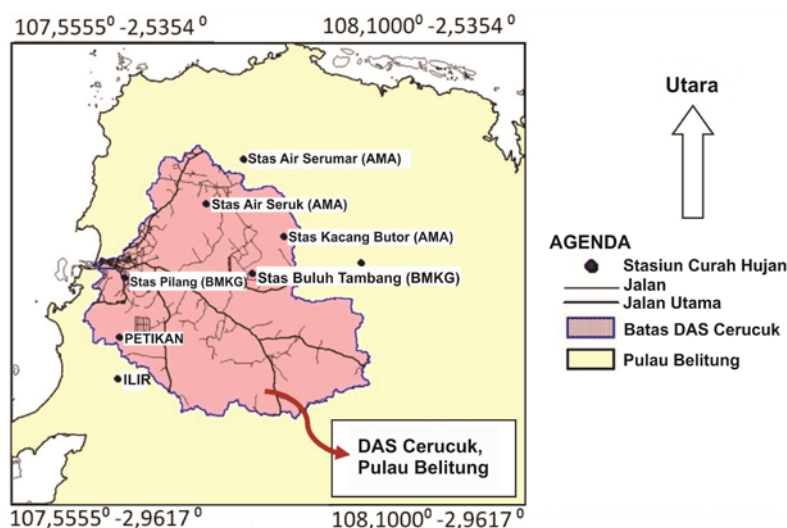 107,5555⁰ -2,5354⁰
108,1000⁰ -2,5354⁰
Utara
Stas Air Serumar (AMA)
Stas Air Seruk (AMA)
Stas Kacang Butor (AMA)
Stas Buluh Tambang (BMKG)
Stas Pilang (BMKG)
PETIKAN
ILIR
AGENDA
Stasiun Curah Hujan
Jalan
Jalan Utama
Batas DAS Cerucuk
Pulau Belitung
DAS Cerucuk,
Pulau Belitung
107,5555⁰ -2,9617⁰
108,1000⁰ -2,9617⁰